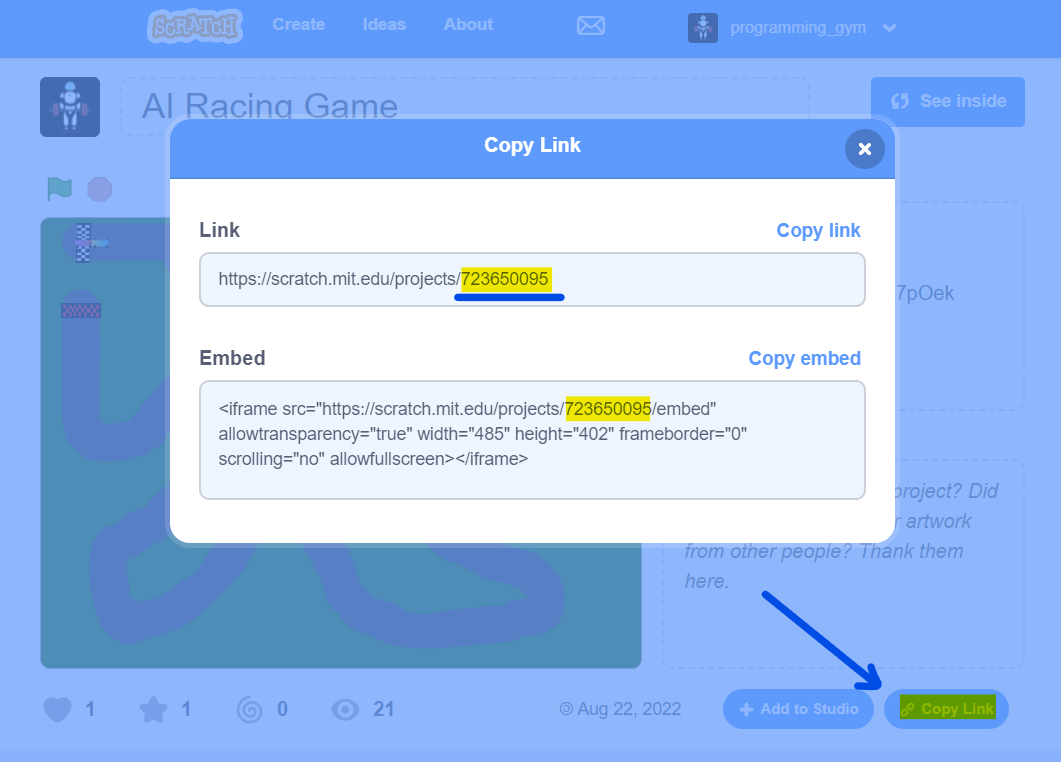 SCRATCH Create Ideas About programming_gym
AI Racing Game
See inside
Copy Link
Link Copy link
https://scratch.mit.edu/projects/723650095
7pOek
Embed Copy embed
<iframe src="https://scratch.mit.edu/projects/723650095/embed"
allowtransparency="true" width="485" height="402" frameborder="0"
scrolling="no" allowfullscreen></iframe>
project? Did
artwork
from other people? Thank them
here.
1 1 0 21 Aug 22, 2022 Add to Studio Copy Link